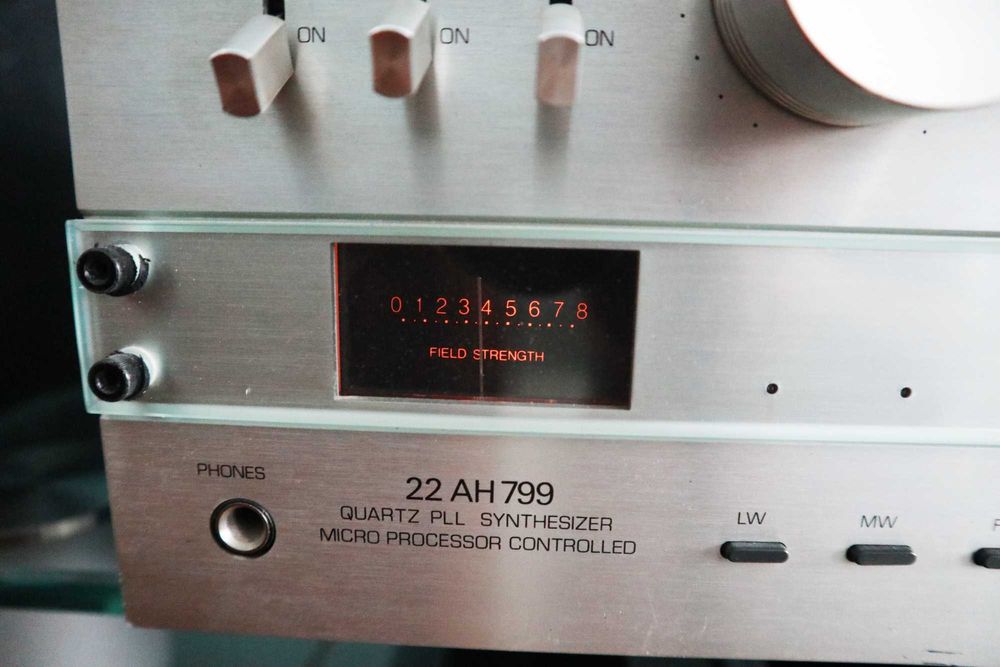 ON ON ON
0 1 2 3 4 5 6 7 8
FIELD STRENGTH
PHONES
22 AH 799
QUARTZ PLL SYNTHESIZER
MICRO PROCESSOR CONTROLLED
LW MW